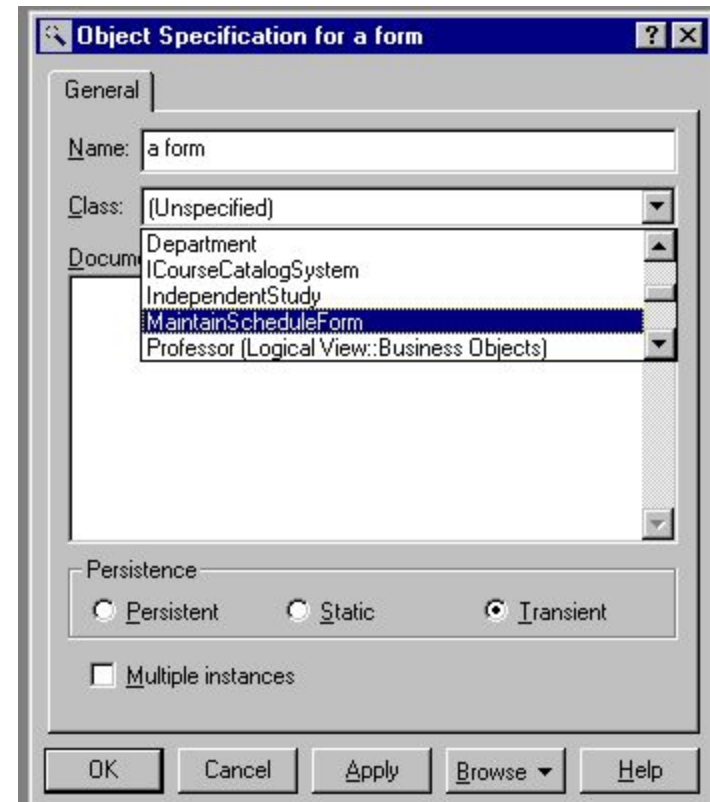 Object Specification for a form
General
Name: a form
Class: (Unspecified)
Department
Docum
ICourseCatalogSystem
IndependentStudy
MaintainScheduleForm
Professor (Logical View::Business Objects)
Persistence
Persistent Static Transient
Multiple instances
OK Cancel Apply Browse Help